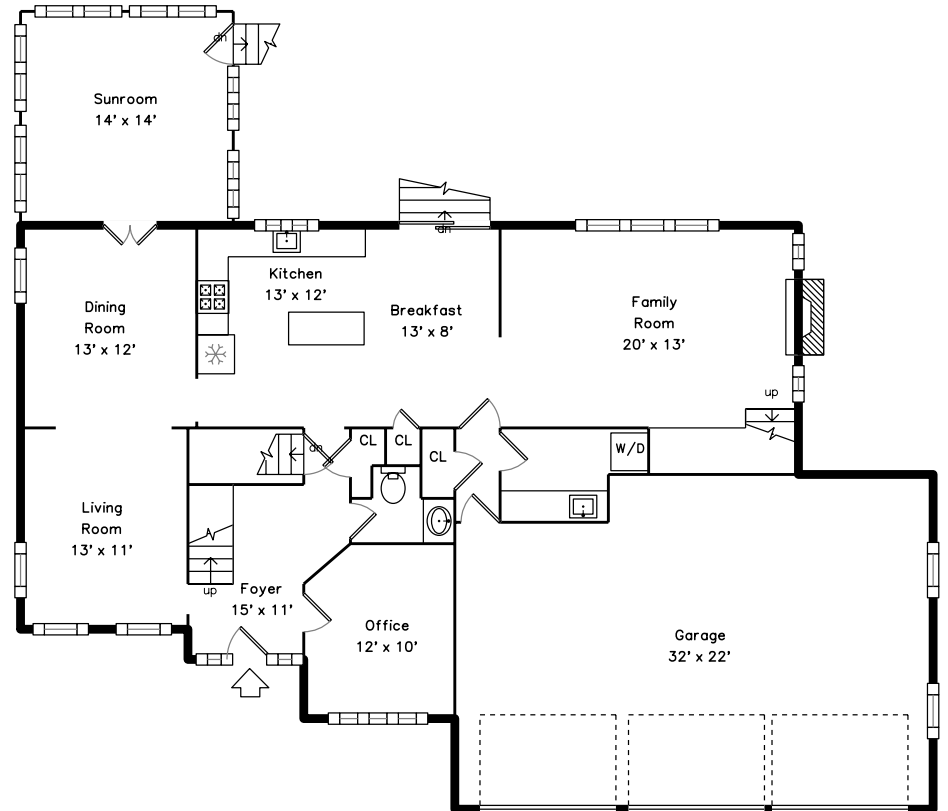 dn
Sunroom
14' x 14'
dn
Kitchen
13' x 12'
Breakfast
13' x 8'
Dining
Room
13' x 12'
Family
Room
20' x 13'
up
CL
CL
CL
dn
W/D
Living
Room
13' x 11'
up
Foyer
15' x 11'
Office
12' x 10'
Garage
32' x 22'